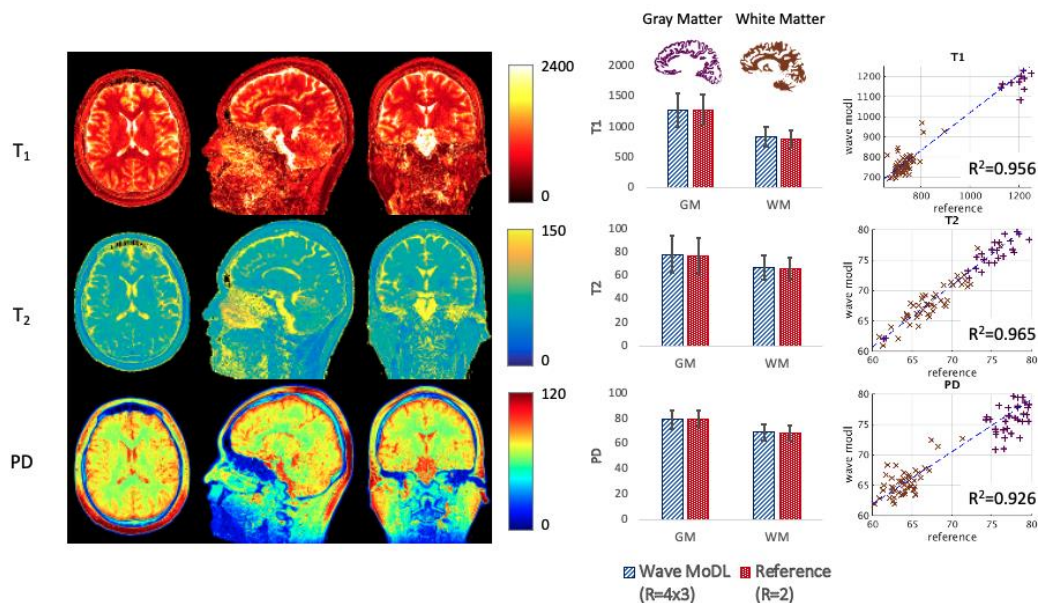 Gray Matter White Matter
T1
2400
0
T2
150
0
PD
120
0
T1
2000
1500
1000
500
0
GM WM
T2
100
80
60
40
20
0
GM WM
PD
100
80
60
40
20
0
GM WM
Wave MoDL Reference
(R=4x3) (R=2)
T1
wave modl
1200
1100
1000
900
800
700
800 1000 1200
reference
R²=0.956
T2
wave modl
80
75
70
65
60
60 65 70 75 80
reference
R²=0.965
PD
wave modl
80
75
70
65
60
60 65 70 75 80
reference
R²=0.926